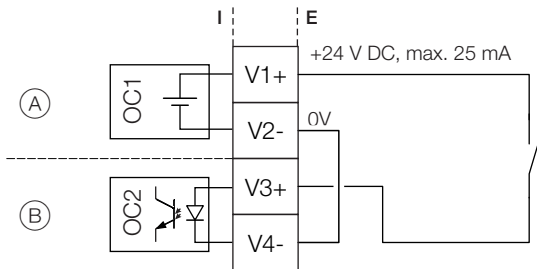 I E
+24 V DC, max. 25 mA
V1+
A
OC1
V2-
0V
V3+
B
OC2
V4-